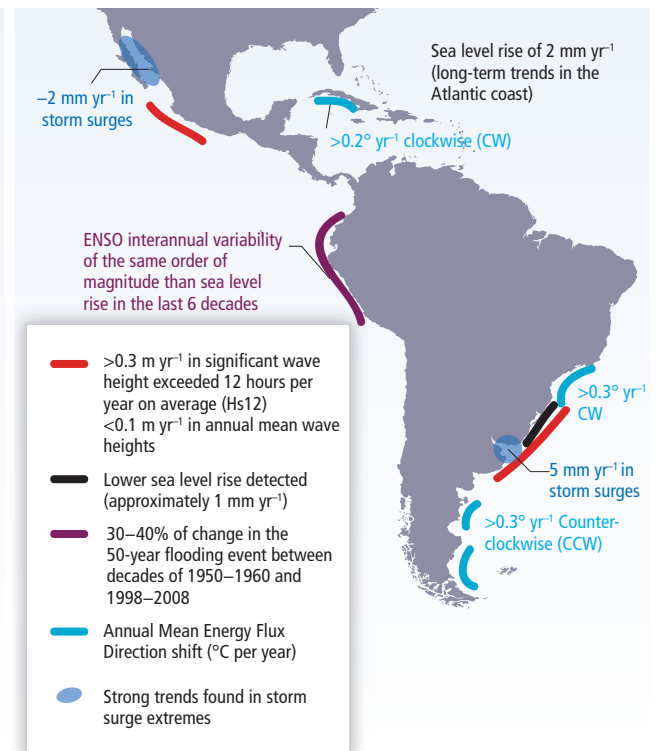 Sea level rise of 2 mm yr⁻¹
(long-term trends in the
Atlantic coast)
–2 mm yr⁻¹ in
storm surges
>0.2° yr⁻¹ clockwise (CW)
ENSO interannual variability
of the same order of
magnitude than sea level
rise in the last 6 decades
>0.3° yr⁻¹
CW
5 mm yr⁻¹ in
storm surges
>0.3° yr⁻¹ Counter-
clockwise (CCW)
>0.3 m yr⁻¹ in significant wave
height exceeded 12 hours per
year on average (Hs12)
<0.1 m yr⁻¹ in annual mean wave
heights
Lower sea level rise detected
(approximately 1 mm yr⁻¹)
30–40% of change in the
50-year flooding event between
decades of 1950–1960 and
1998–2008
Annual Mean Energy Flux
Direction shift (°C per year)
Strong trends found in storm
surge extremes